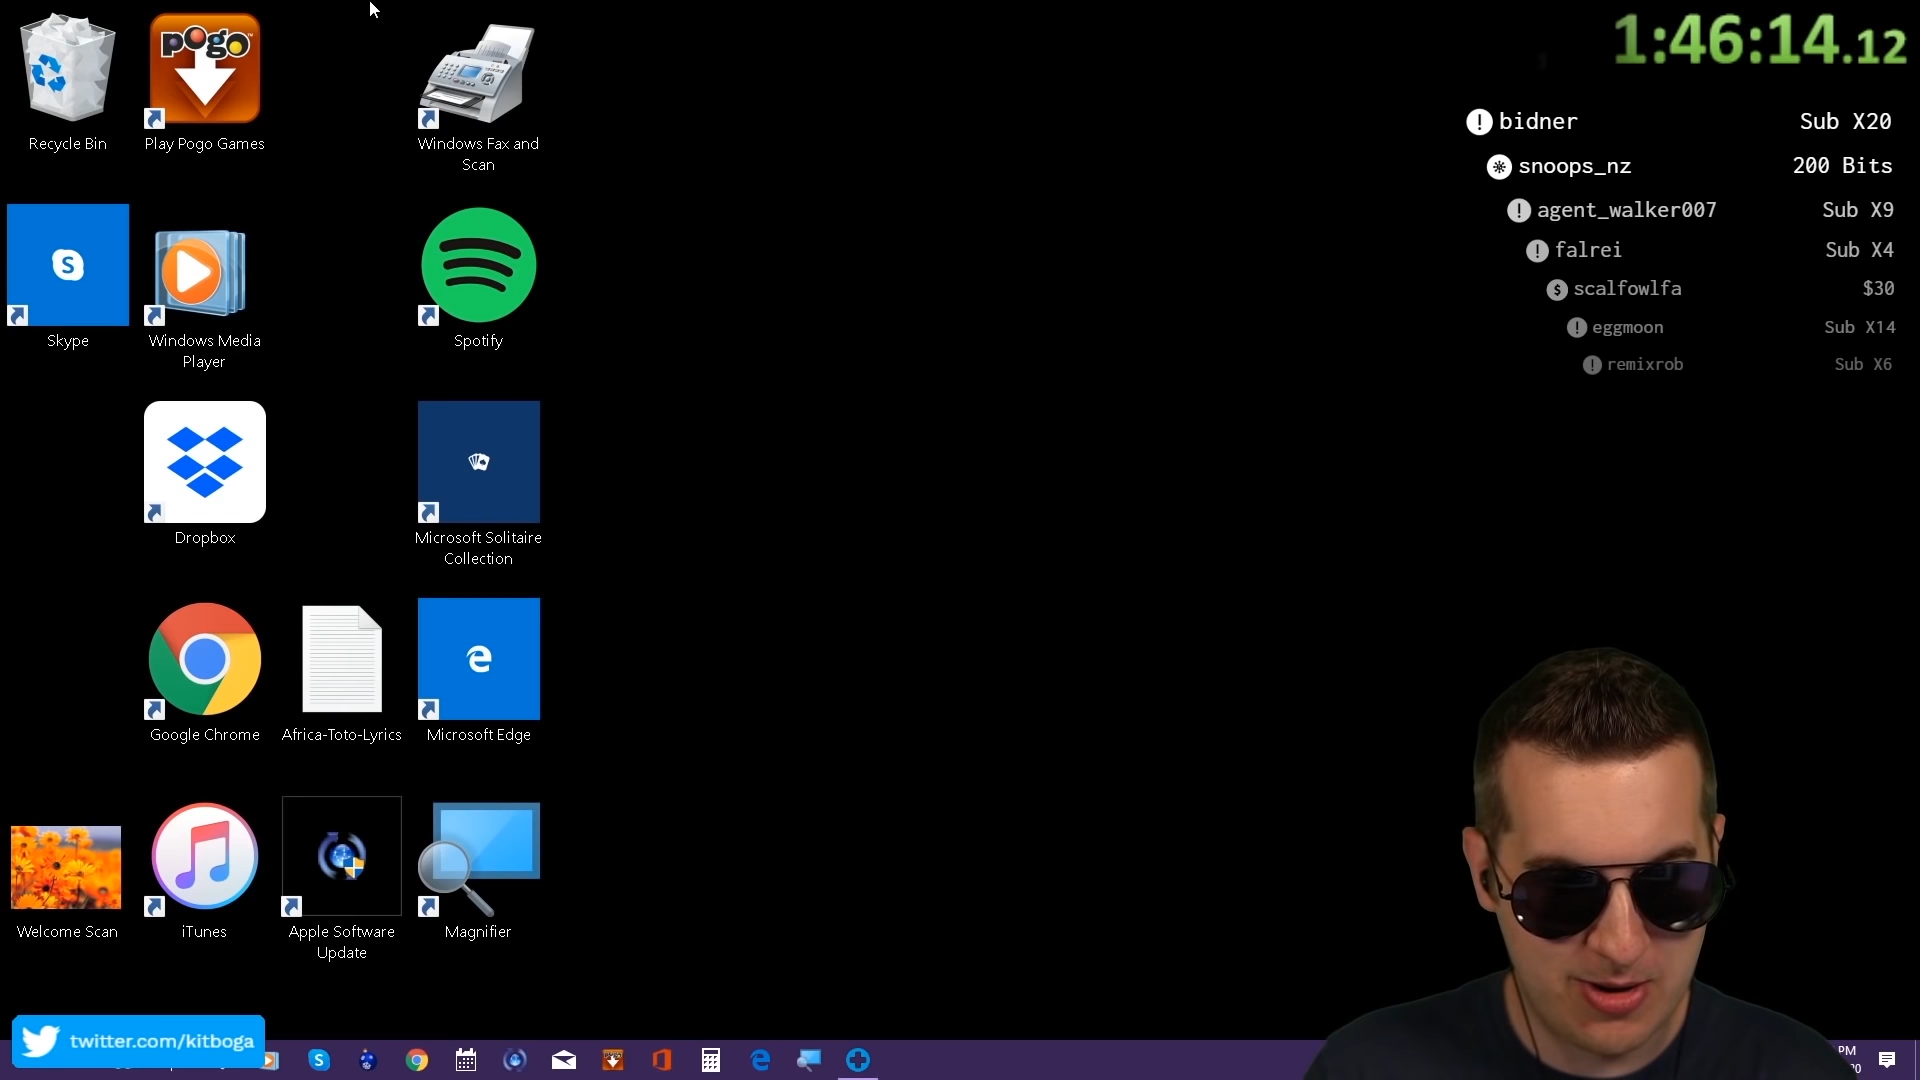 1:46:14.12
pogo
Recycle Bin
Play Pogo Games
Windows Fax and
Scan
bidner Sub X20
snoops_nz 200 Bits
agent_walker007 Sub X9
falrei Sub X4
scalfowlfa $30
eggmoon Sub X14
remixrob Sub X6
Skype
Windows Media
Player
Spotify
Dropbox
Microsoft Solitaire
Collection
Google Chrome
Africa-Toto-Lyrics
Microsoft Edge
Welcome Scan
iTunes
Apple Software
Update
Magnifier
twitter.com/kitboga
PM